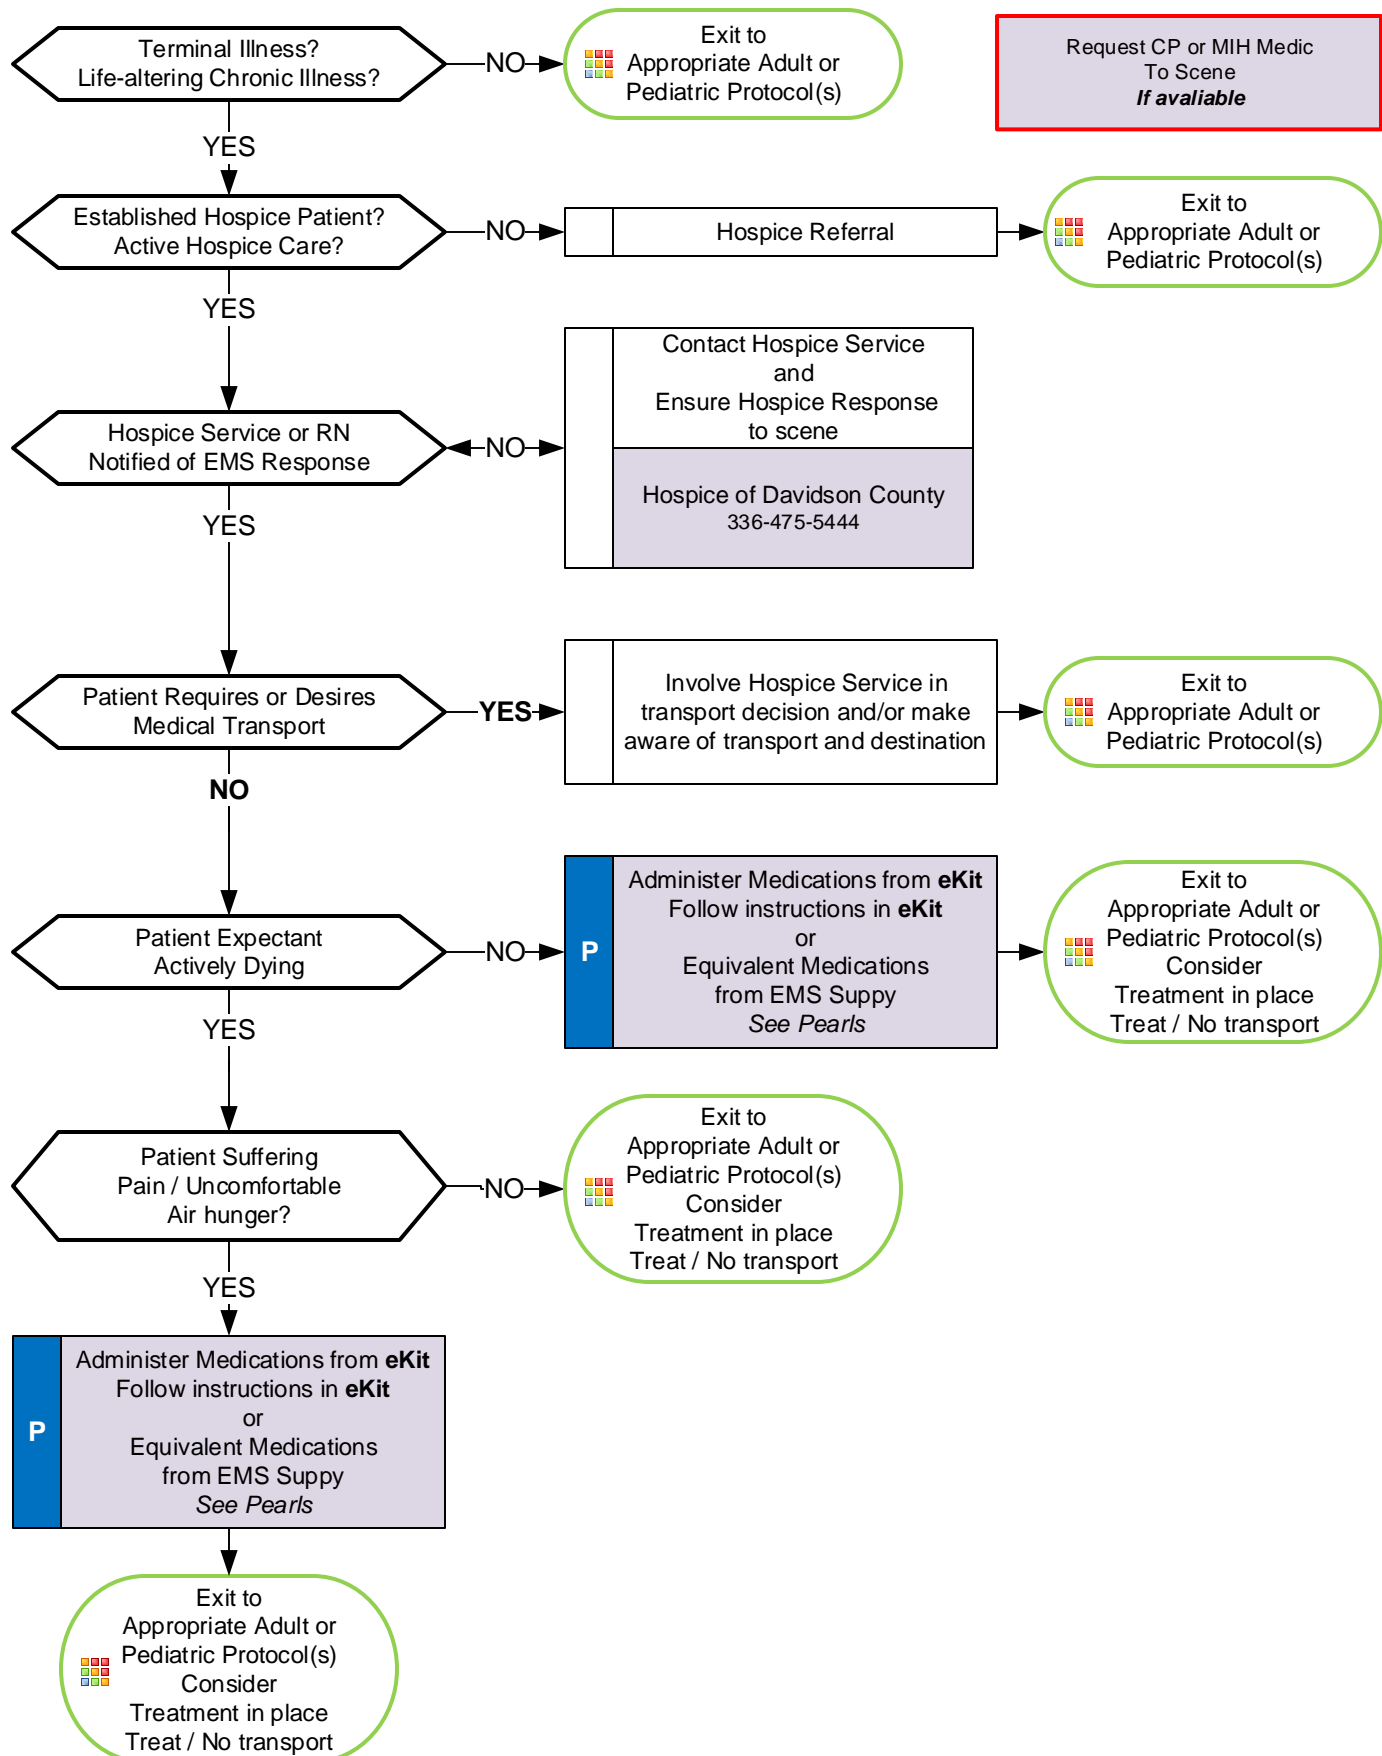 Terminal Illness?
Life-altering Chronic Illness?
NO
Exit to
Appropriate Adult or
Pediatric Protocol(s)
Request CP or MIH Medic
To Scene
If avaliable
YES
Established Hospice Patient?
Active Hospice Care?
NO
Hospice Referral
Exit to
Appropriate Adult or
Pediatric Protocol(s)
YES
Contact Hospice Service
and
Ensure Hospice Response
to scene
Hospice Service or RN
Notified of EMS Response
NO
Hospice of Davidson County
336-475-5444
YES
Patient Requires or Desires
Medical Transport
YES
Involve Hospice Service in
transport decision and/or make
aware of transport and destination
Exit to
Appropriate Adult or
Pediatric Protocol(s)
NO
Patient Expectant
Actively Dying
NO
P
Administer Medications from eKit
Follow instructions in eKit
or
Equivalent Medications
from EMS Suppy
See Pearls
Exit to
Appropriate Adult or
Pediatric Protocol(s)
Consider
Treatment in place
Treat / No transport
YES
Patient Suffering
Pain / Uncomfortable
Air hunger?
NO
Exit to
Appropriate Adult or
Pediatric Protocol(s)
Consider
Treatment in place
Treat / No transport
YES
P
Administer Medications from eKit
Follow instructions in eKit
or
Equivalent Medications
from EMS Suppy
See Pearls
Exit to
Appropriate Adult or
Pediatric Protocol(s)
Consider
Treatment in place
Treat / No transport